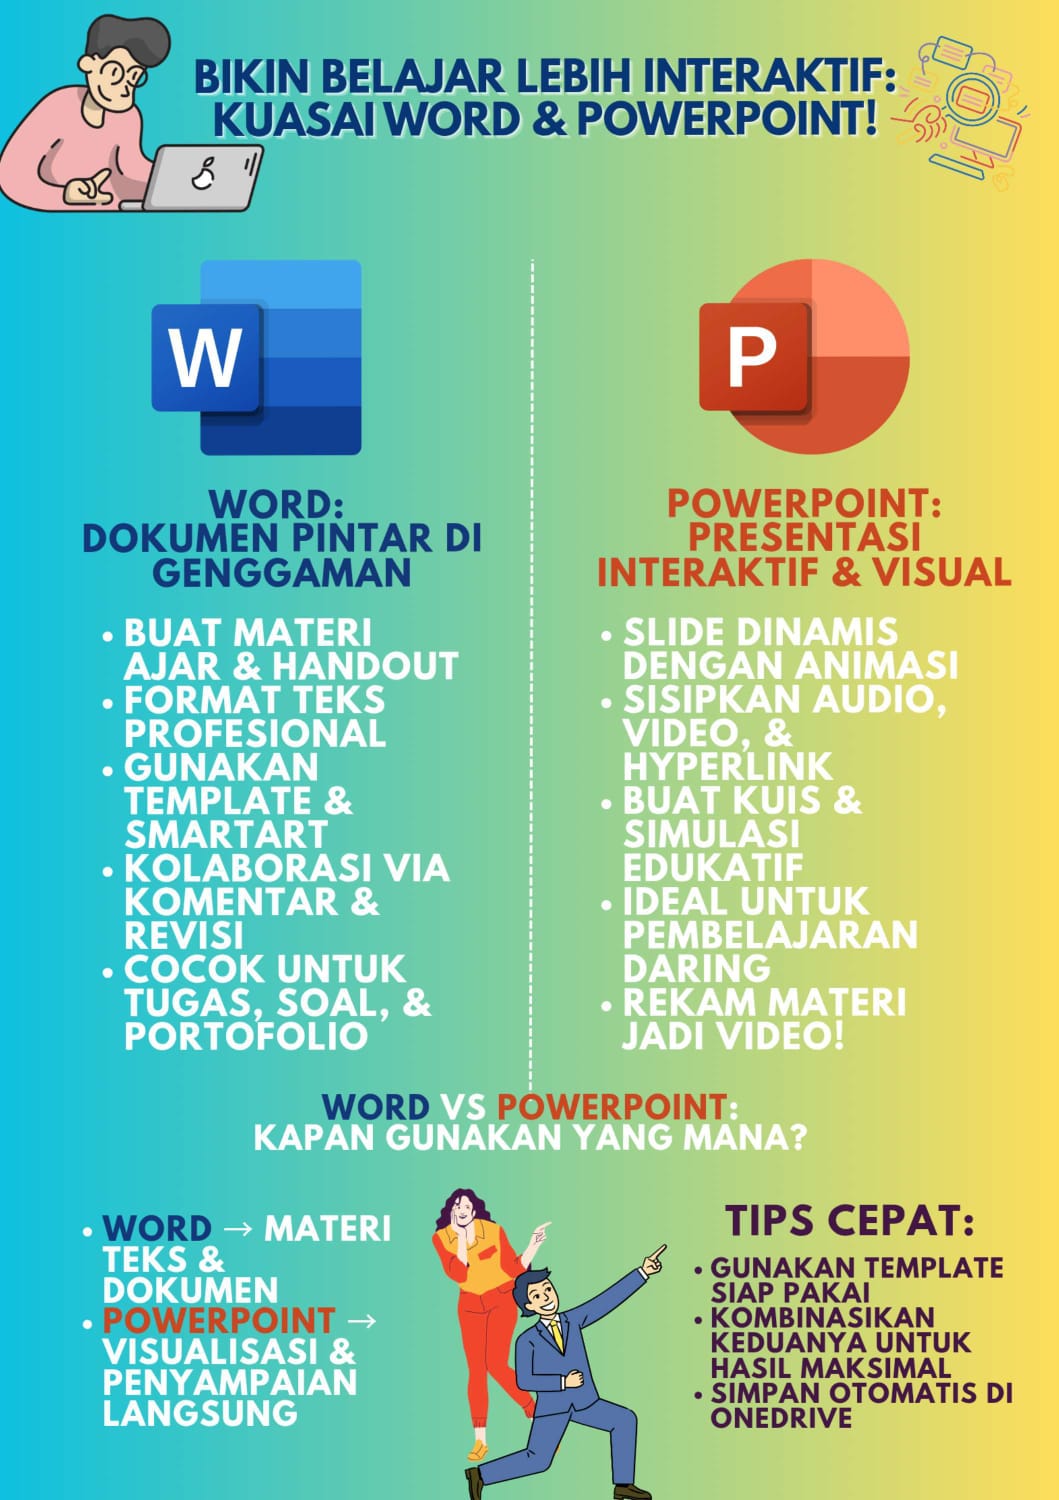 BIKIN BELAJAR LEBIH INTERAKTIF:
KUASAI WORD & POWERPOINT!
W
WORD:
DOKUMEN PINTAR DI
GENGGAMAN
• BUAT MATERI
AJAR & HANDOUT
• FORMAT TEKS
PROFESIONAL
• GUNAKAN
TEMPLATE &
SMARTART
• KOLABORASI VIA
KOMENTAR &
REVISI
• COCOK UNTUK
TUGAS, SOAL, &
PORTOFOLIO
P
POWERPOINT:
PRESENTASI
INTERAKTIF & VISUAL
• SLIDE DINAMIS
DENGAN ANIMASI
• SISIPKAN AUDIO,
VIDEO, &
HYPERLINK
• BUAT KUIS &
SIMULASI
EDUKATIF
• IDEAL UNTUK
PEMBELAJARAN
DARING
• REKAM MATERI
JADI VIDEO!
WORD VS POWERPOINT:
KAPAN GUNAKAN YANG MANA?
• WORD → MATERI
TEKS &
DOKUMEN
• POWERPOINT →
VISUALISASI &
PENYAMPAIAN
LANGSUNG
TIPS CEPAT:
• GUNAKAN TEMPLATE
SIAP PAKAI
• KOMBINASIKAN
KEDUANYA UNTUK
HASIL MAKSIMAL
• SIMPAN OTOMATIS DI
ONEDRIVE